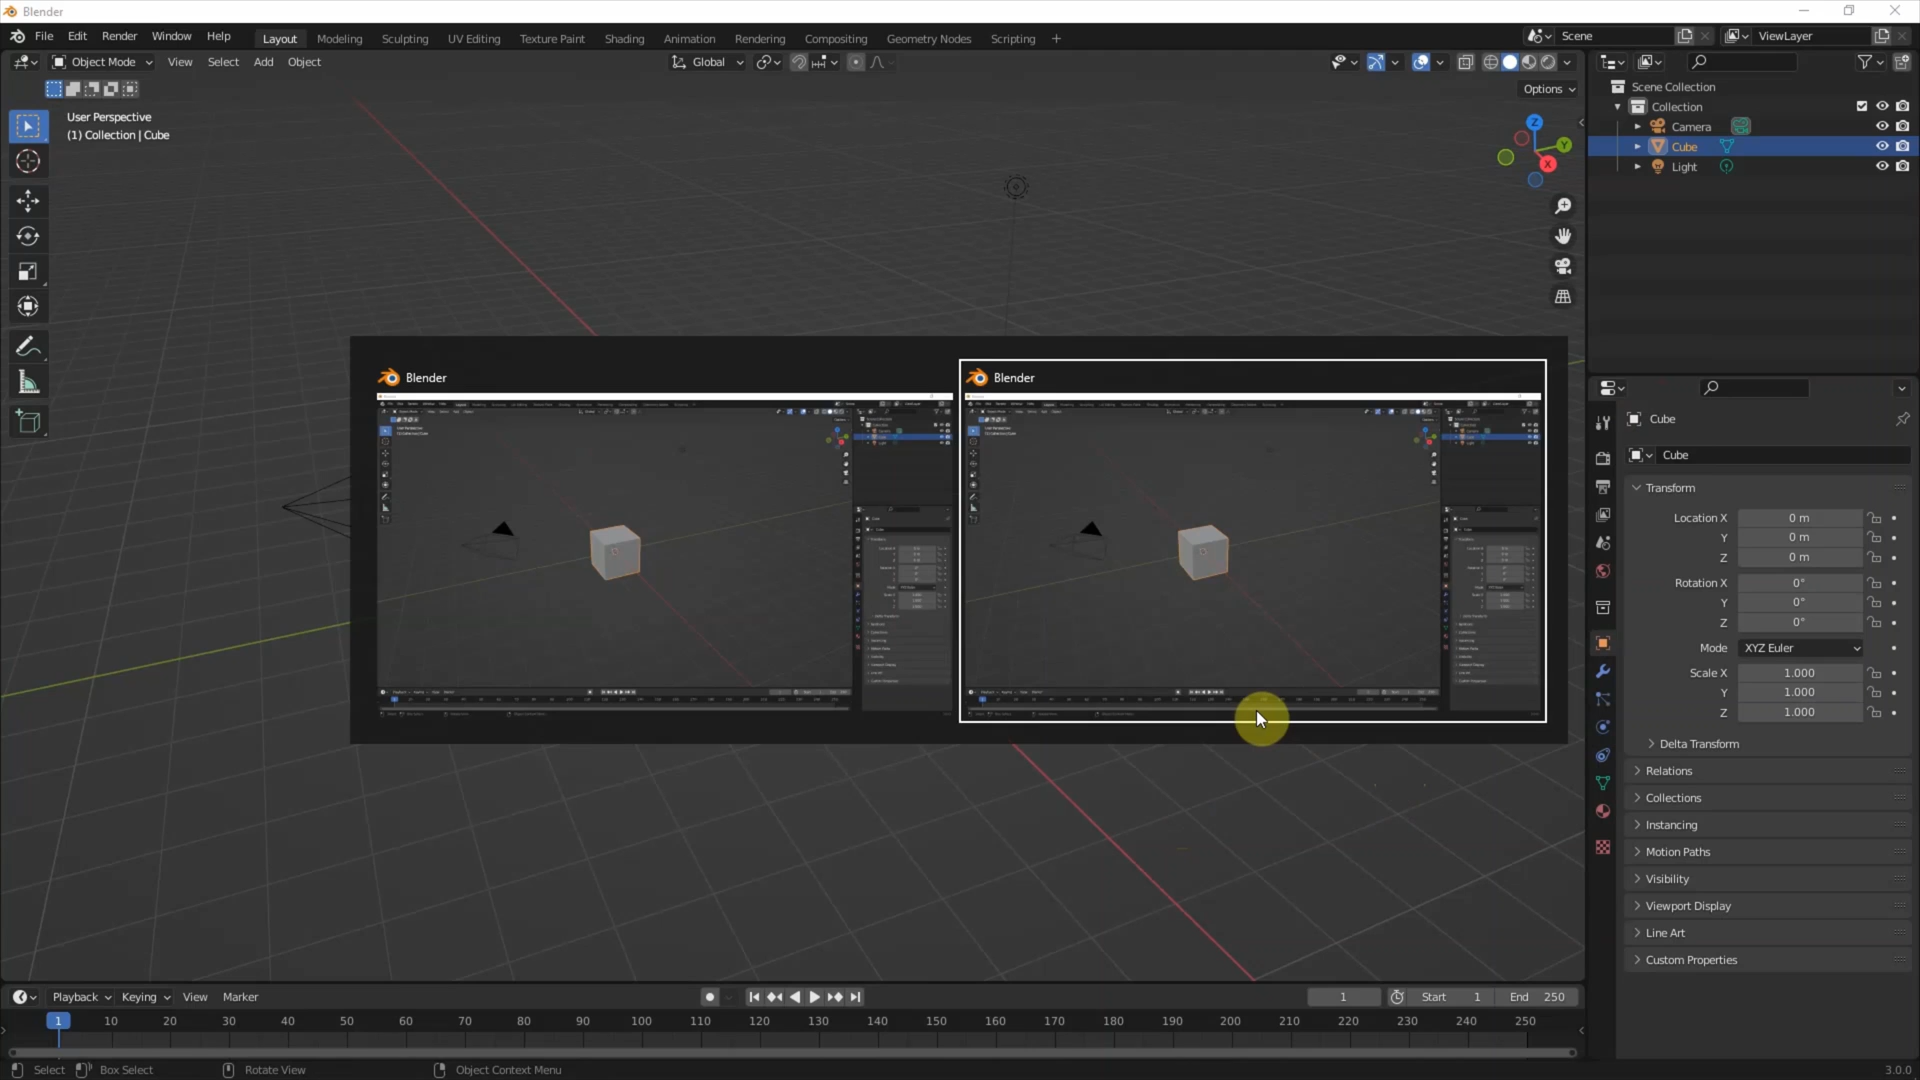 Blender
File Edit Render Window Help Layout Modeling Sculpting UV Editing Texture Paint Shading Animation Rendering Compositing Geometry Nodes Scripting + Scene ViewLayer
Object Mode View Select Add Object Global
Options
User Perspective
(1) Collection | Cube
Z
Y
X
Scene Collection
Collection
Camera
Cube
Light
Blender
Blender
Cube
Cube
Transform
Location X 0 m
Y 0 m
Z 0 m
Rotation X 0°
Y 0°
Z 0°
Mode XYZ Euler
Scale X 1.000
Y 1.000
Z 1.000
Delta Transform
Relations
Collections
Instancing
Motion Paths
Visibility
Viewport Display
Line Art
Custom Properties
Playback Keying View Marker 1 Start 1 End 250
1 10 20 30 40 50 60 70 80 90 100 110 120 130 140 150 160 170 180 190 200 210 220 230 240 250
Select Box Select Rotate View Object Context Menu 3.0.0